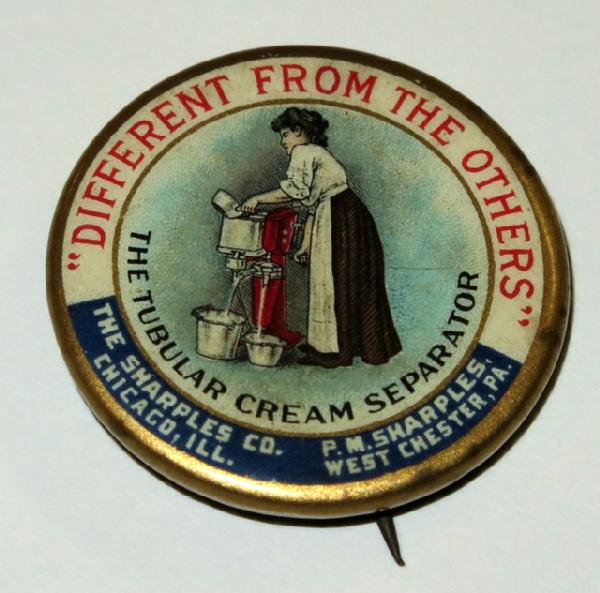 "DIFFERENT FROM THE OTHERS"
THE TUBULAR CREAM SEPARATOR
THE SHARPLES CO.
CHICAGO, ILL.
P.M. SHARPLES,
WEST CHESTER, PA.